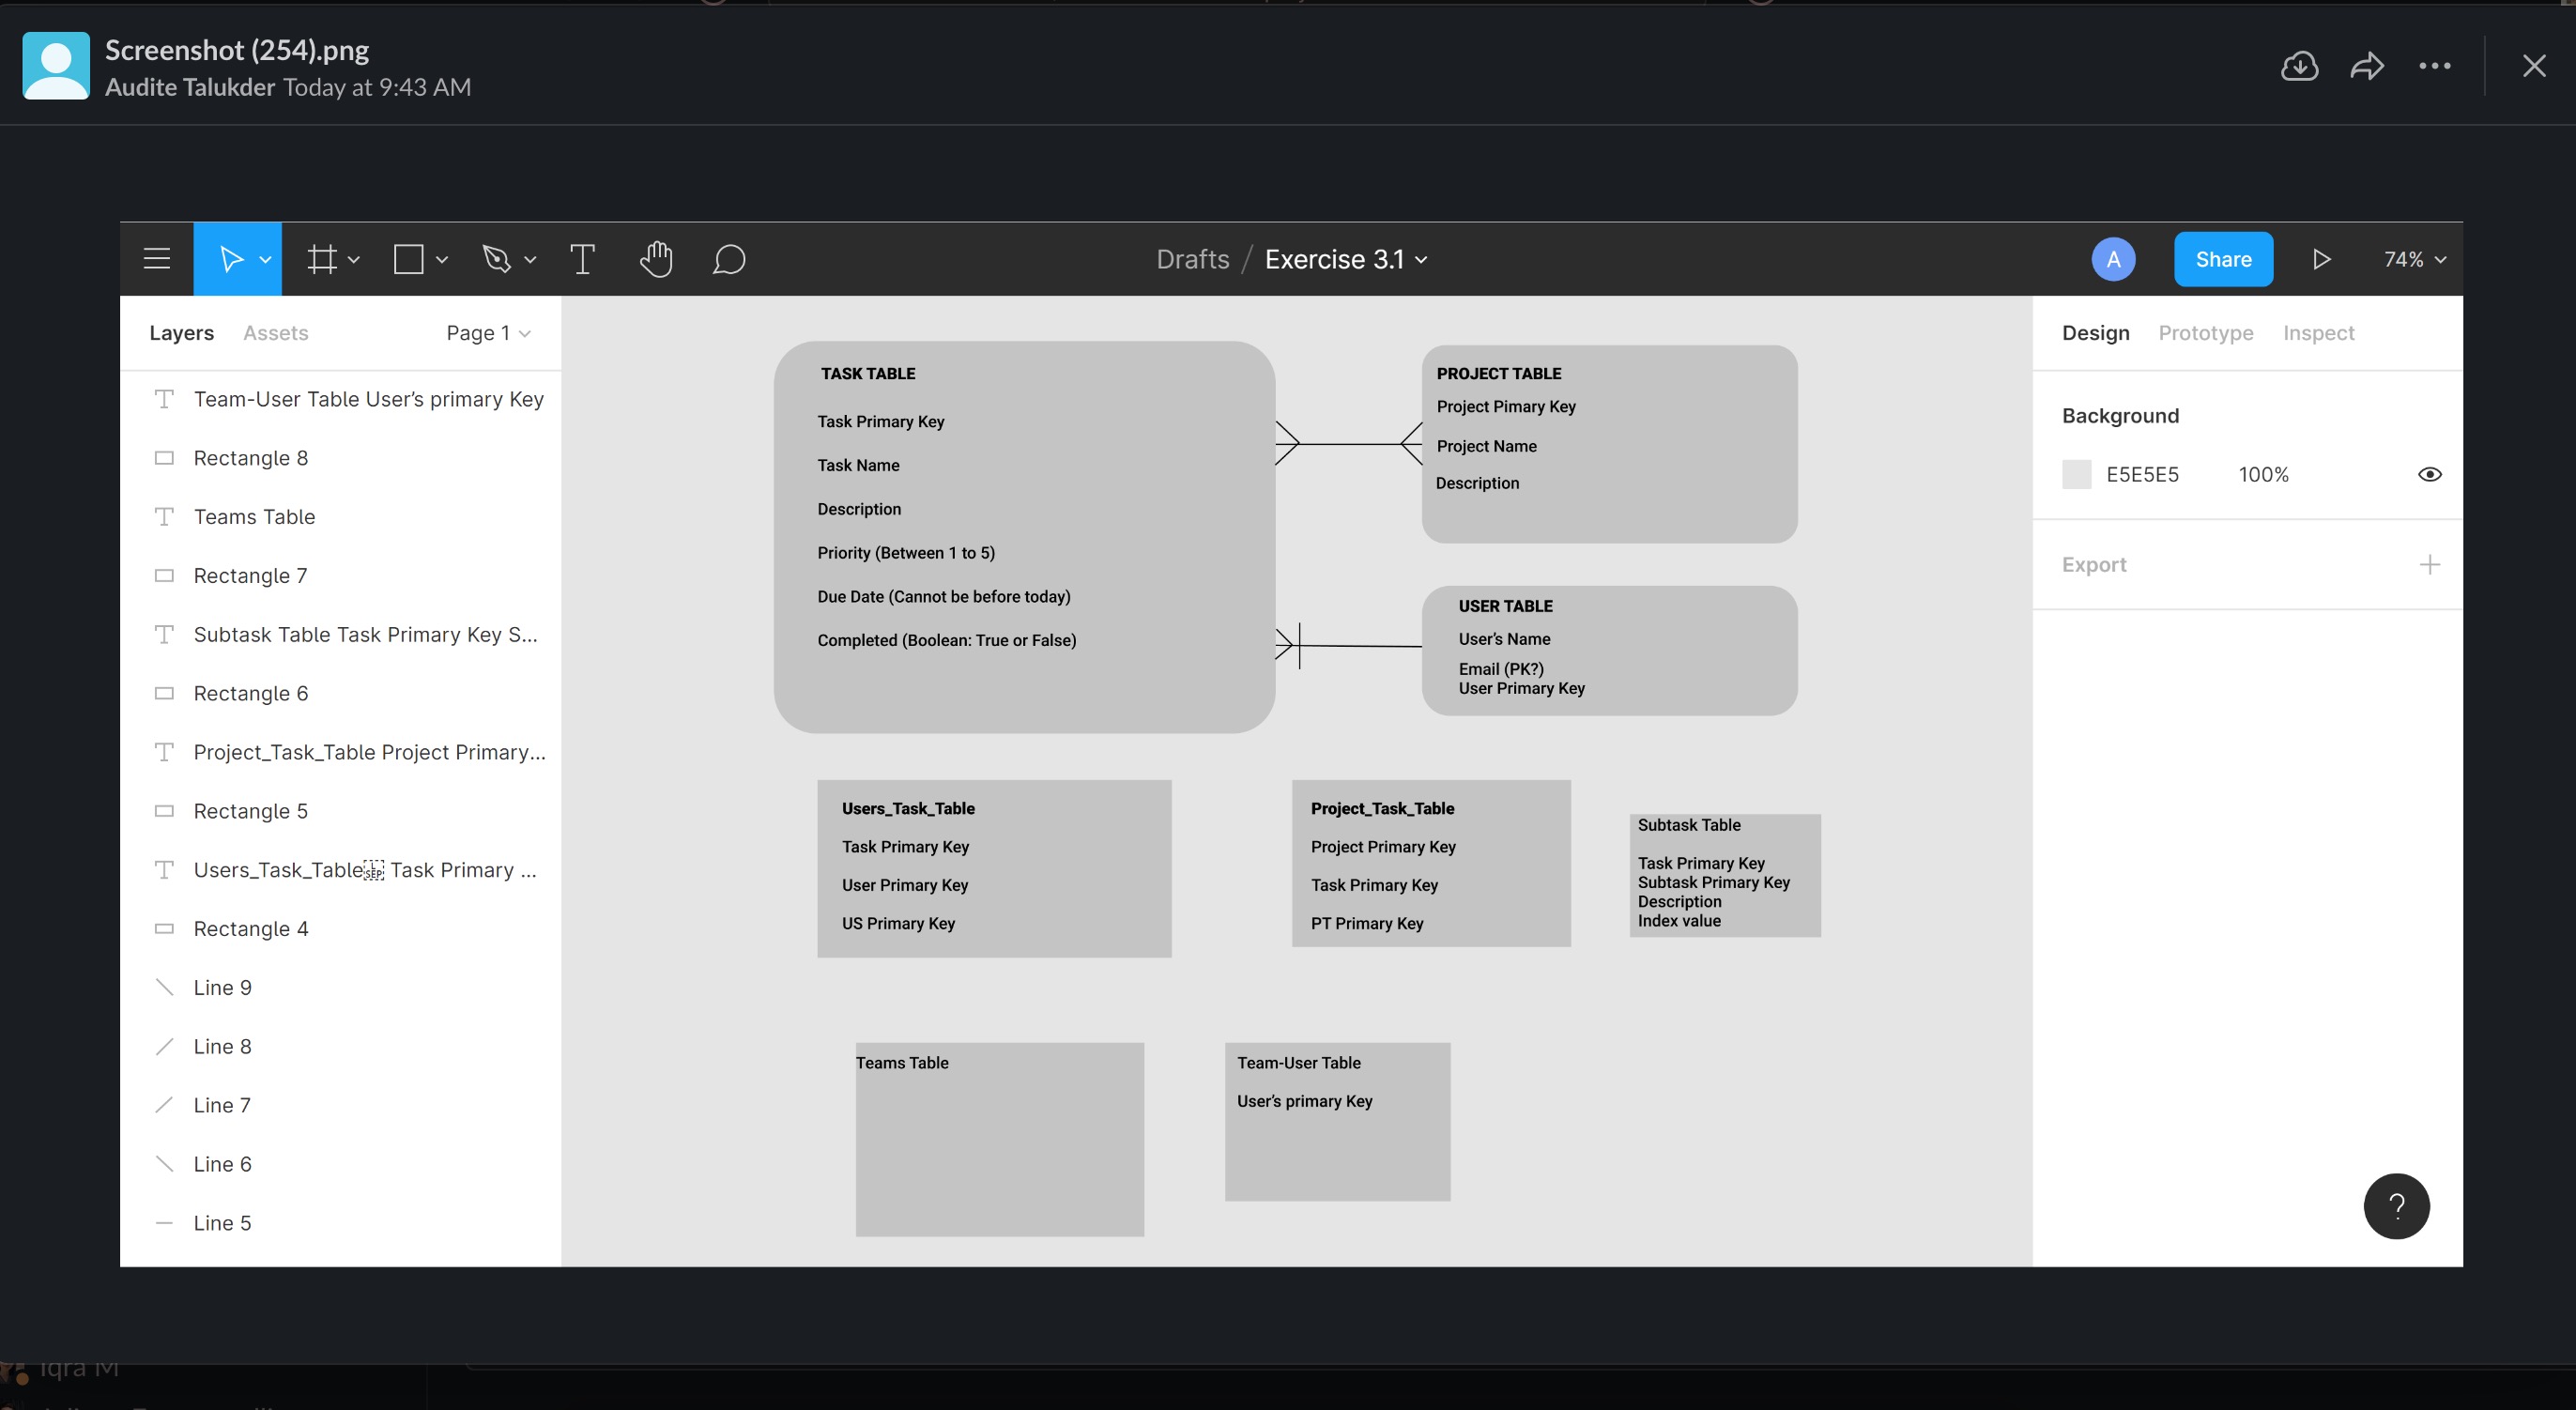 Screenshot (254).png
Audite Talukder Today at 9:43 AM
Drafts / Exercise 3.1
A
Share
74%
Layers
Assets
Page 1
Team-User Table User’s primary Key
Rectangle 8
Teams Table
Rectangle 7
Subtask Table Task Primary Key S...
Rectangle 6
Project_Task_Table Project Primary...
Rectangle 5
Users_Task_Table Task Primary ...
Rectangle 4
Line 9
Line 8
Line 7
Line 6
Line 5
TASK TABLE
Task Primary Key
Task Name
Description
Priority (Between 1 to 5)
Due Date (Cannot be before today)
Completed (Boolean: True or False)
PROJECT TABLE
Project Pimary Key
Project Name
Description
USER TABLE
User’s Name
Email (PK?)
User Primary Key
Users_Task_Table
Task Primary Key
User Primary Key
US Primary Key
Project_Task_Table
Project Primary Key
Task Primary Key
PT Primary Key
Subtask Table
Task Primary Key
Subtask Primary Key
Description
Index value
Teams Table
Team-User Table
User’s primary Key
Design
Prototype
Inspect
Background
E5E5E5
100%
Export
?
Iqra M